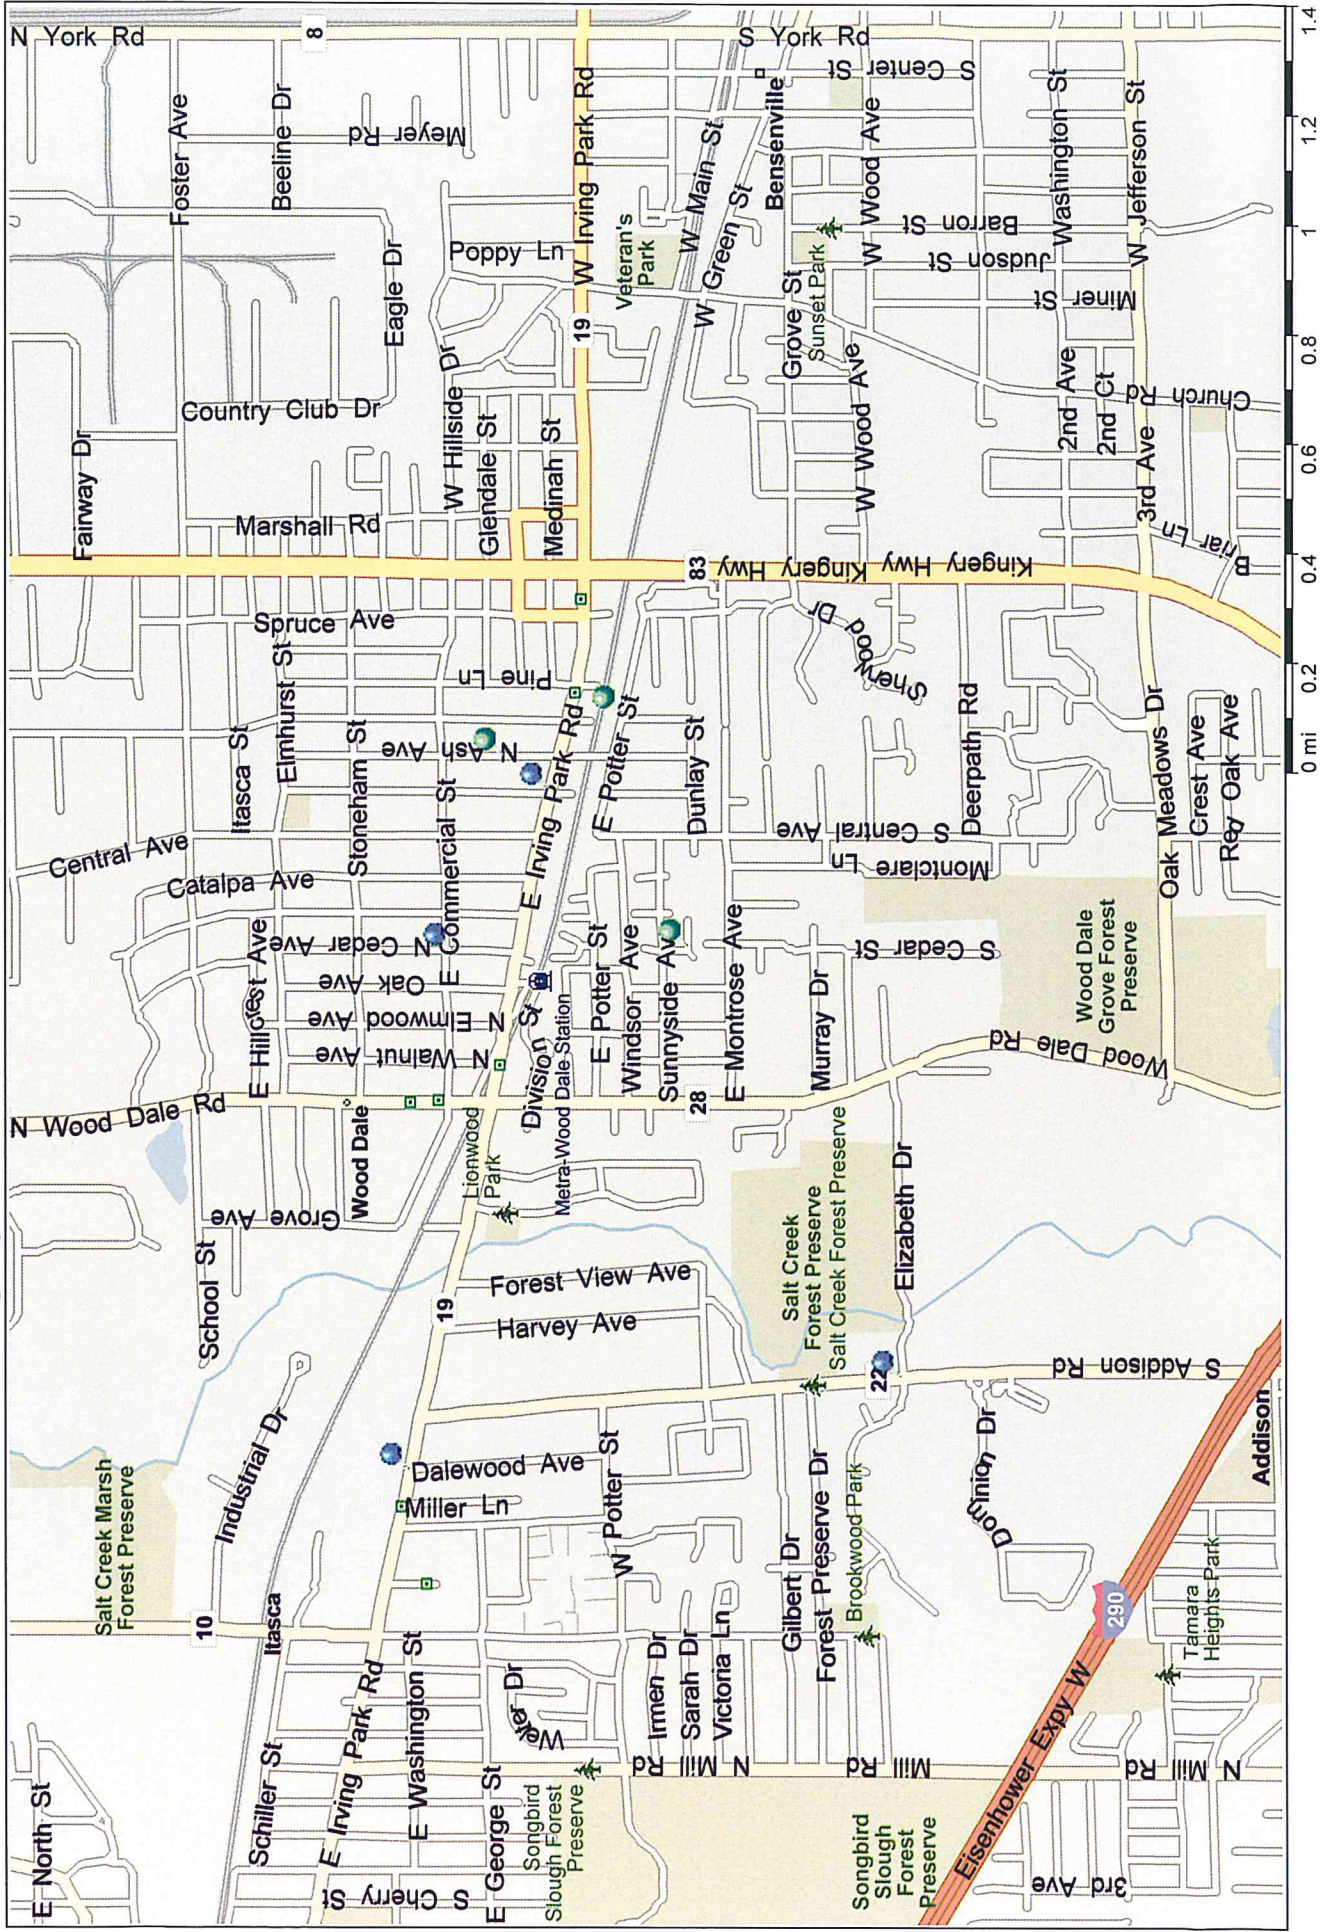 N York Rd
8
S York Rd
Foster Ave
Beeline Dr
Meyer Rd
W Irving Park Rd
W Main St
Bensenville
S Center St
W Wood Ave
Washington St
W Jefferson St
Eagle Dr
Poppy Ln
Veteran's
Park
W Green St
Grove St
Sunset Park
Barron St
Judson St
Miner St
19
Country Club Dr
W Hillside Dr
Glendale St
Medinah St
W Wood Ave
2nd Ave
2nd Ct
Church Rd
Fairway Dr
Marshall Rd
3rd Ave
Briar Ln
83
Kingery Hwy
Kingery Hwy
Kingery Hwy
Spruce Ave
Pine Ln
Sherwood Dr
Itasca St
Elmhurst St
Stoneham St
N Ash Ave
E Irving Park Rd
E Potter St
Dunlay St
Deerpath Rd
Oak Meadows Dr
Crest Ave
Red Oak Ave
Central Ave
Catalpa Ave
E Commercial St
S Central Ave
Montclare Ln
E Hillcrest Ave
N Cedar Ave
Oak Ave
N Elmwood Ave
N Walnut Ave
Division St
Metra-Wood Dale Station
E Potter St
Windsor Ave
Sunnyside Ave
E Montrose Ave
Murray Dr
S Cedar St
Wood Dale
Grove Forest
Preserve
Wood Dale Rd
N Wood Dale Rd
Wood Dale
Lionwood
Park
28
Grove Ave
School St
19
Forest View Ave
Harvey Ave
Salt Creek
Forest Preserve
Salt Creek Forest Preserve
Elizabeth Dr
22
S Addison Rd
Industrial Dr
Salt Creek Marsh
Forest Preserve
Dalewood Ave
Miller Ln
W Potter St
Gilbert Dr
Forest Preserve Dr
Brookwood Park
Dominion Dr
Addison
10
Itasca
290
Tamara
Heights Park
Schiller St
E Irving Park Rd
E Washington St
Weter Dr
Irmen Dr
Sarah Dr
Victoria Ln
N Mill Rd
Mill Rd
N Mill Rd
Eisenhower Expy W
E North St
S Cherry St
E George St
Songbird
Slough Forest
Preserve
Songbird
Slough
Forest
Preserve
3rd Ave
0 mi 0.2 0.4 0.6 0.8 1 1.2 1.4